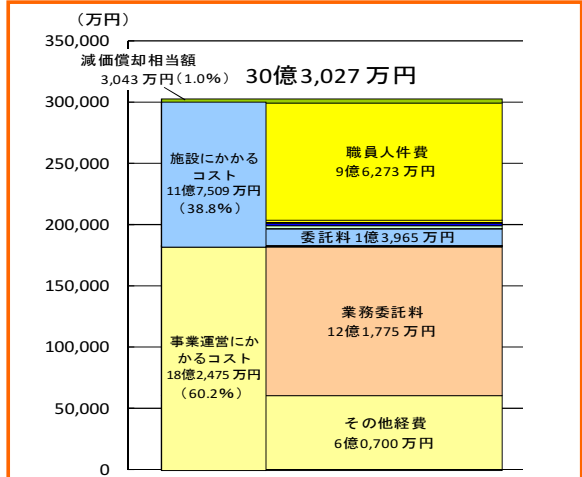 （万円）
350,000
300,000
250,000
200,000
150,000
100,000
50,000
0
減価償却相当額
3,043 万円(1.0%)
30億3,027 万円
施設にかかる
コスト
11億7,509 万円
(38.8%)
事業運営にか
かるコスト
18億2,475 万円
(60.2%)
職員人件費
9億6,273 万円
委託料 1億3,965 万円
業務委託料
12億1,775 万円
その他経費
6億0,700 万円